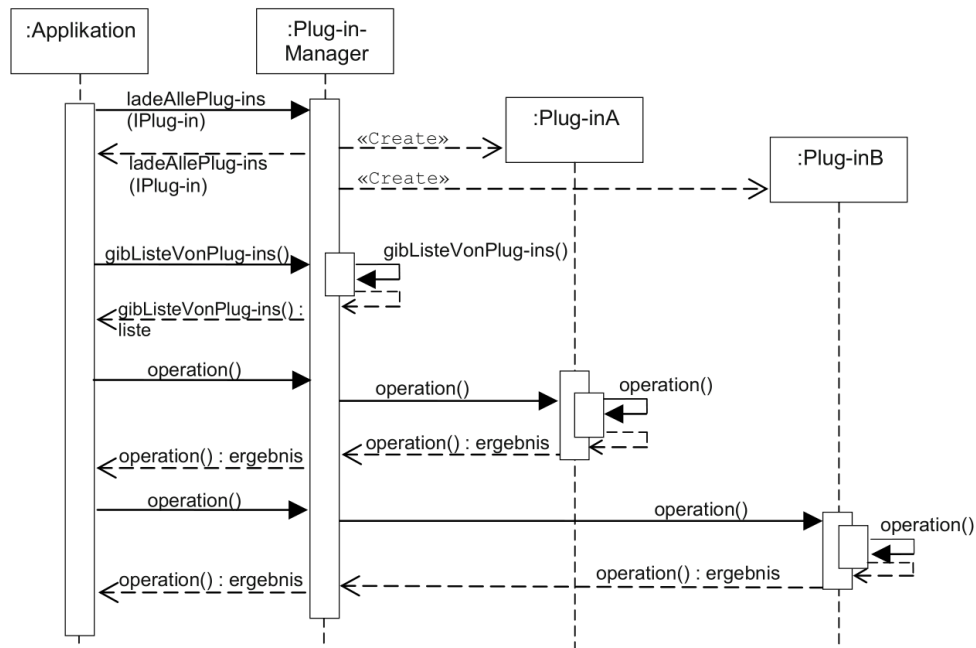 :Applikation
:Plug-in-
Manager
ladeAllePlug-ins
(IPlug-in)
:Plug-inA
«Create»
ladeAllePlug-ins
(IPlug-in)
:Plug-inB
«Create»
gibListeVonPlug-ins()
gibListeVonPlug-ins()
gibListeVonPlug-ins() :
liste
operation()
operation()
operation()
operation() : ergebnis
operation() : ergebnis
operation()
operation()
operation()
operation() : ergebnis
operation() : ergebnis